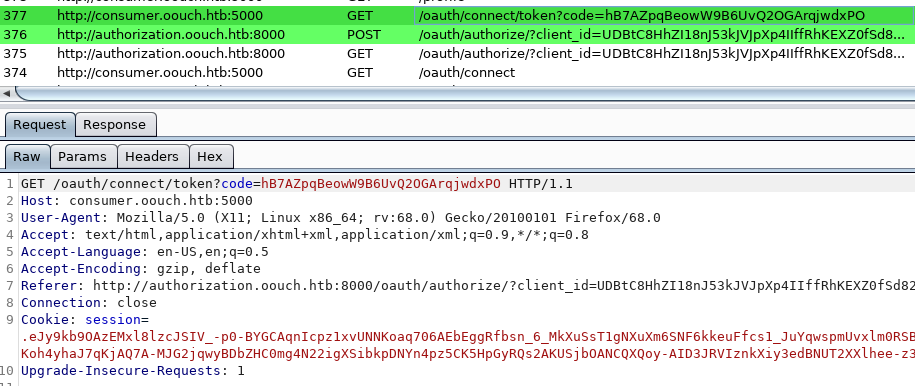 377 http://consumer.oouch.htb:5000 GET /oauth/connect/token?code=hB7AZpqBeowW9B6UvQ2OGArqjwdxPO
376 http://authorization.oouch.htb:8000 POST /oauth/authorize/?client_id=UDBtC8HhZI18nJ53kJVJpXp4IIffRhKEXZ0fSd8...
375 http://authorization.oouch.htb:8000 GET /oauth/authorize/?client_id=UDBtC8HhZI18nJ53kJVJpXp4IIffRhKEXZ0fSd8...
374 http://consumer.oouch.htb:5000 GET /oauth/connect
Request Response
Raw Params Headers Hex
1 GET /oauth/connect/token?code=hB7AZpqBeowW9B6UvQ2OGArqjwdxPO HTTP/1.1
2 Host: consumer.oouch.htb:5000
3 User-Agent: Mozilla/5.0 (X11; Linux x86_64; rv:68.0) Gecko/20100101 Firefox/68.0
4 Accept: text/html,application/xhtml+xml,application/xml;q=0.9,*/*;q=0.8
5 Accept-Language: en-US,en;q=0.5
6 Accept-Encoding: gzip, deflate
7 Referer: http://authorization.oouch.htb:8000/oauth/authorize/?client_id=UDBtC8HhZI18nJ53kJVJpXp4IIffRhKEXZ0fSd82
8 Connection: close
9 Cookie: session=
.eJy9kb9OAzEMxl8lzcJSIV_-p0-BYGCAqnIcpz1xvUNNKoaq706AEbEggRfbsn_6_MkXuSsT1gNXuXm6SNF6kkeuFfcs1_JuYqwspmUvxlm0RSB
Koh4yhaJ7qKjAQ7A-MJG2jqwyBDbZHC0mg4N22igXSibkpDNYn4pz5CK5HpGyRQs2AKUSjbOANCQXQoy-AID3JRVIznkXiy3edBNUT2XXlhee-z3
10 Upgrade-Insecure-Requests: 1